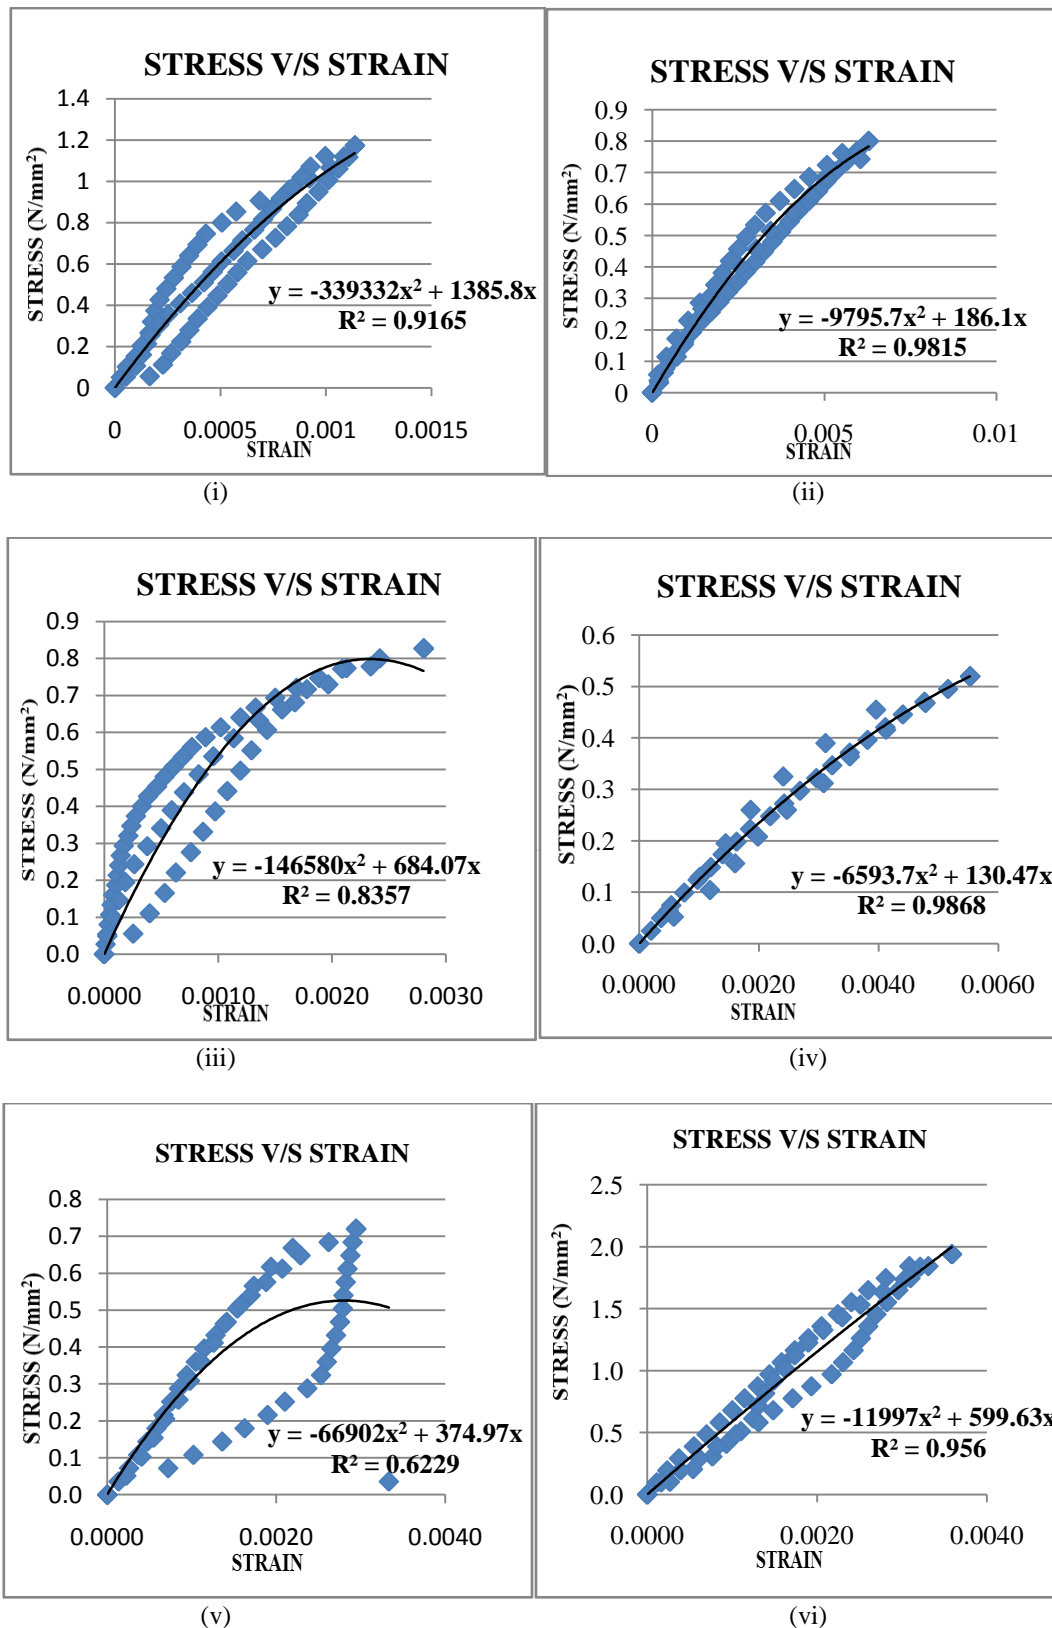 STRESS V/S STRAIN
STRESS (N/mm²)
1.4
1.2
1
0.8
0.6
0.4
0.2
0
y = -339332x² + 1385.8x
R² = 0.9165
0 0.0005 0.001 0.0015
STRAIN
(i)
STRESS V/S STRAIN
STRESS (N/mm²)
0.9
0.8
0.7
0.6
0.5
0.4
0.3
0.2
0.1
0
y = -9795.7x² + 186.1x
R² = 0.9815
0 0.005 0.01
STRAIN
(ii)
STRESS V/S STRAIN
STRESS (N/mm²)
0.9
0.8
0.7
0.6
0.5
0.4
0.3
0.2
0.1
0.0
y = -146580x² + 684.07x
R² = 0.8357
0.0000 0.0010 0.0020 0.0030
STRAIN
(iii)
STRESS V/S STRAIN
STRESS (N/mm²)
0.6
0.5
0.4
0.3
0.2
0.1
0.0
y = -6593.7x² + 130.47x
R² = 0.9868
0.0000 0.0020 0.0040 0.0060
STRAIN
(iv)
STRESS V/S STRAIN
STRESS (N/mm²)
0.8
0.7
0.6
0.5
0.4
0.3
0.2
0.1
0.0
y = -66902x² + 374.97x
R² = 0.6229
0.0000 0.0020 0.0040
STRAIN
(v)
STRESS V/S STRAIN
STRESS (N/mm²)
2.5
2.0
1.5
1.0
0.5
0.0
y = -11997x² + 599.63x
R² = 0.956
0.0000 0.0020 0.0040
STRAIN
(vi)